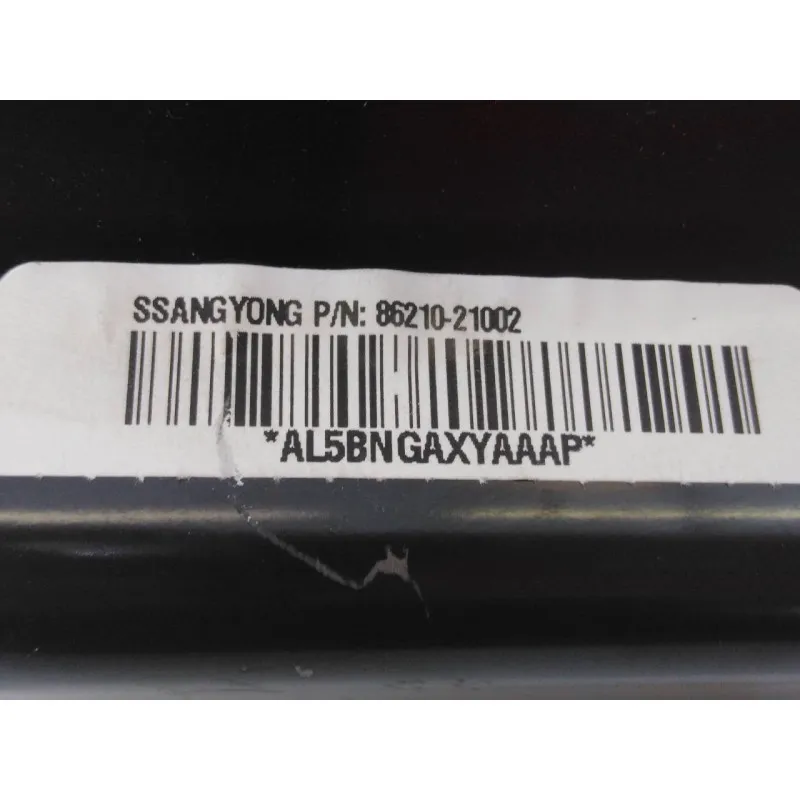 SSANGYONG P/N: 86210-21002
*AL5BNGAXYAAAP*